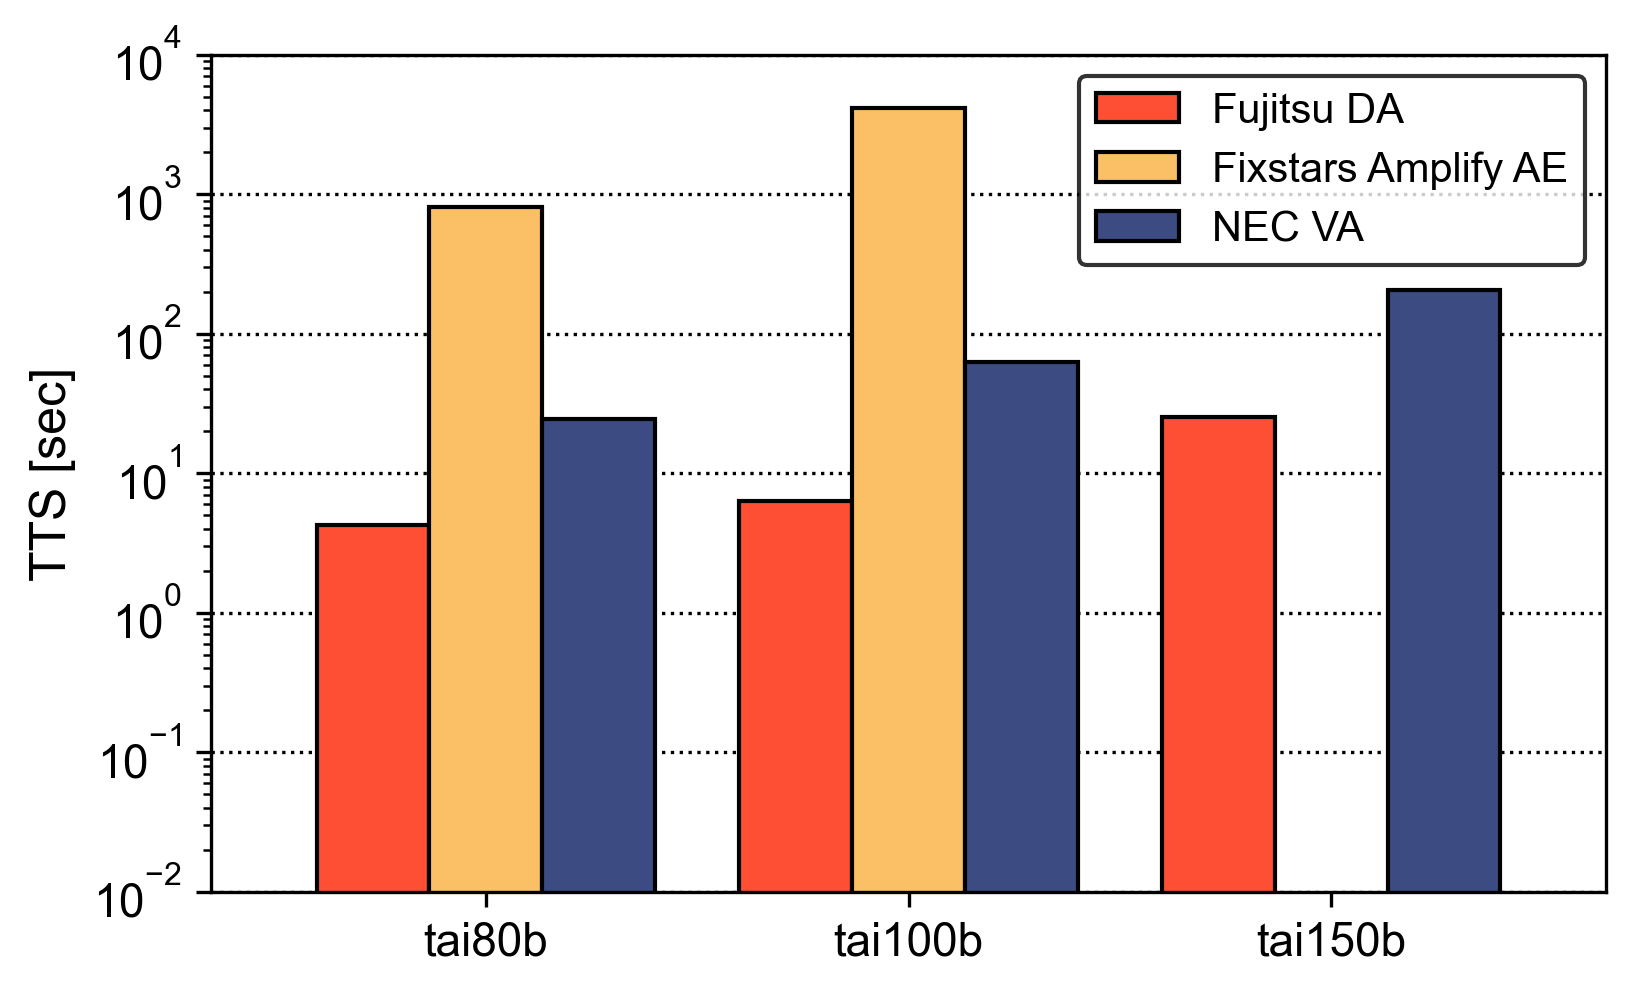 TTS [sec]
10^4
10^3
10^2
10^1
10^0
10^−1
10^−2
Fujitsu DA
Fixstars Amplify AE
NEC VA
tai80b tai100b tai150b